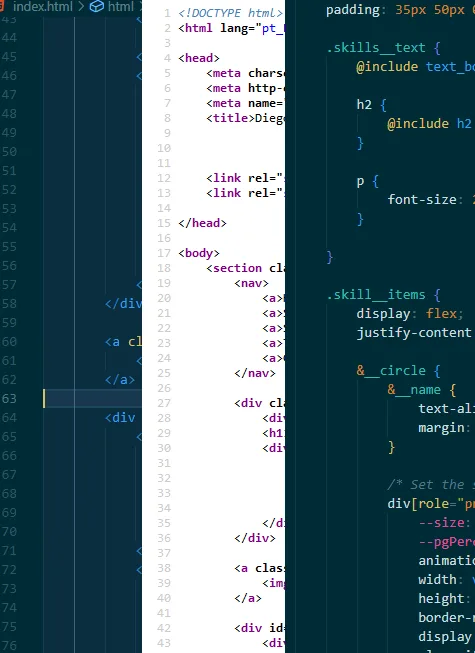 index.html > html >
43
44 <
45 <
46 <
47
48
49
50
51
52
53
54
55
56
57 <
58 </div
59
60 <a cl
61 <
62 </a>
63
64 <div
65 <
66
67
68
69
70
71 <
72 <
73
74
75
76
1 <!DOCTYPE html>
2 <html lang="pt_
3
4 <head>
5 <meta charse
6 <meta http-e
7 <meta name="
8 <title>Diego
9
10
11
12 <link rel="s
13 <link rel="s
14
15 </head>
16
17 <body>
18 <section cla
19 <nav>
20 <a>
21 <a>S
22 <a>S
23 <a>
24 <a>
25 </nav>
26
27 <div cla
28 <div
29 <h1
30 <div
31
32
33
34
35 </di
36 </div>
37
38 <a class
39 <img
40 </a>
41
42 <div id=
43 <div
padding: 35px 50px
.skills__text {
@include text_bo
h2 {
@include h2
}
p {
font-size:
}
}
.skill__items {
display: flex;
justify-content
&__circle {
&__name {
text-ali
margin:
}
/* Set the s
div[role="pr
--size:
--pgPerc
animatio
width:
height:
border-r
display